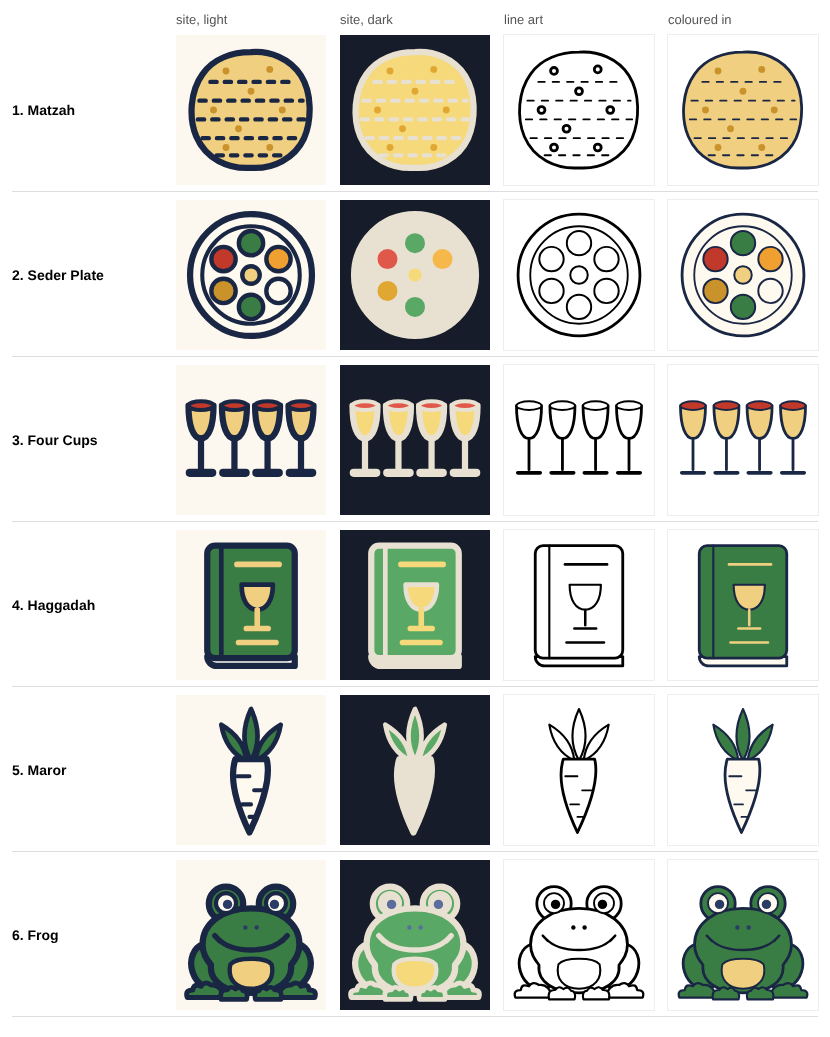 site, light site, dark line art coloured in
1. Matzah
2. Seder Plate
3. Four Cups
4. Haggadah
5. Maror
6. Frog